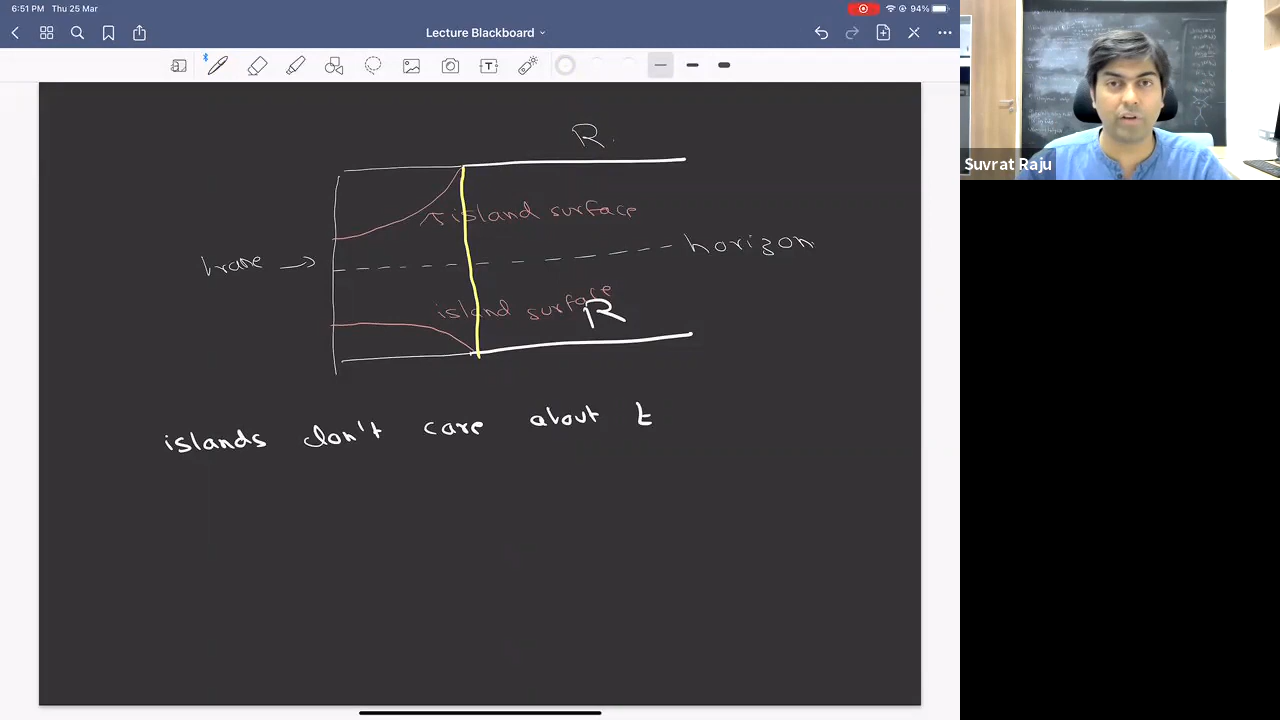 6:51 PM Thu 25 Mar
94%
Lecture Blackboard
T
Suvrat Raju
R
island surface
horizon
brane
island surface
R
islands don't care about t